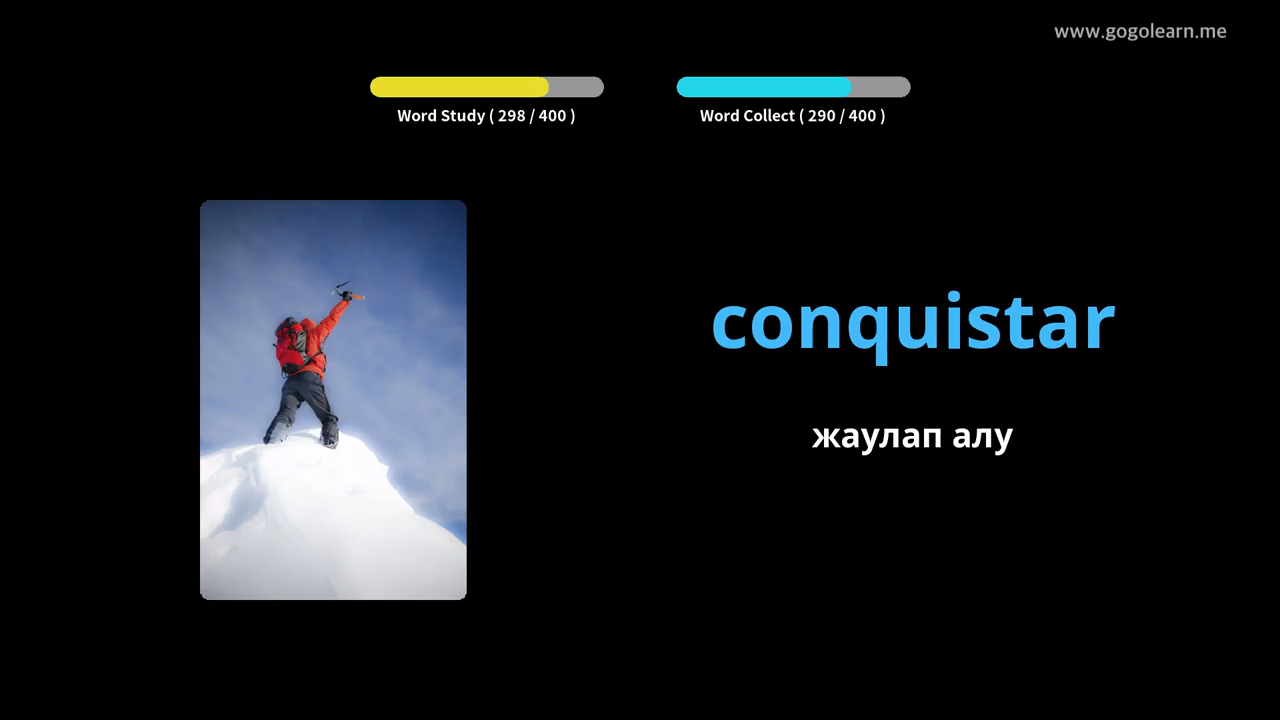 www.gogolearn.me
Word Study ( 298 / 400 )
Word Collect ( 290 / 400 )
conquistar
жаулап алу